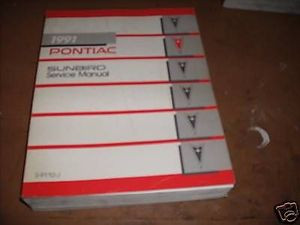 1991
PONTIAC
SUNBIRD
Service Manual